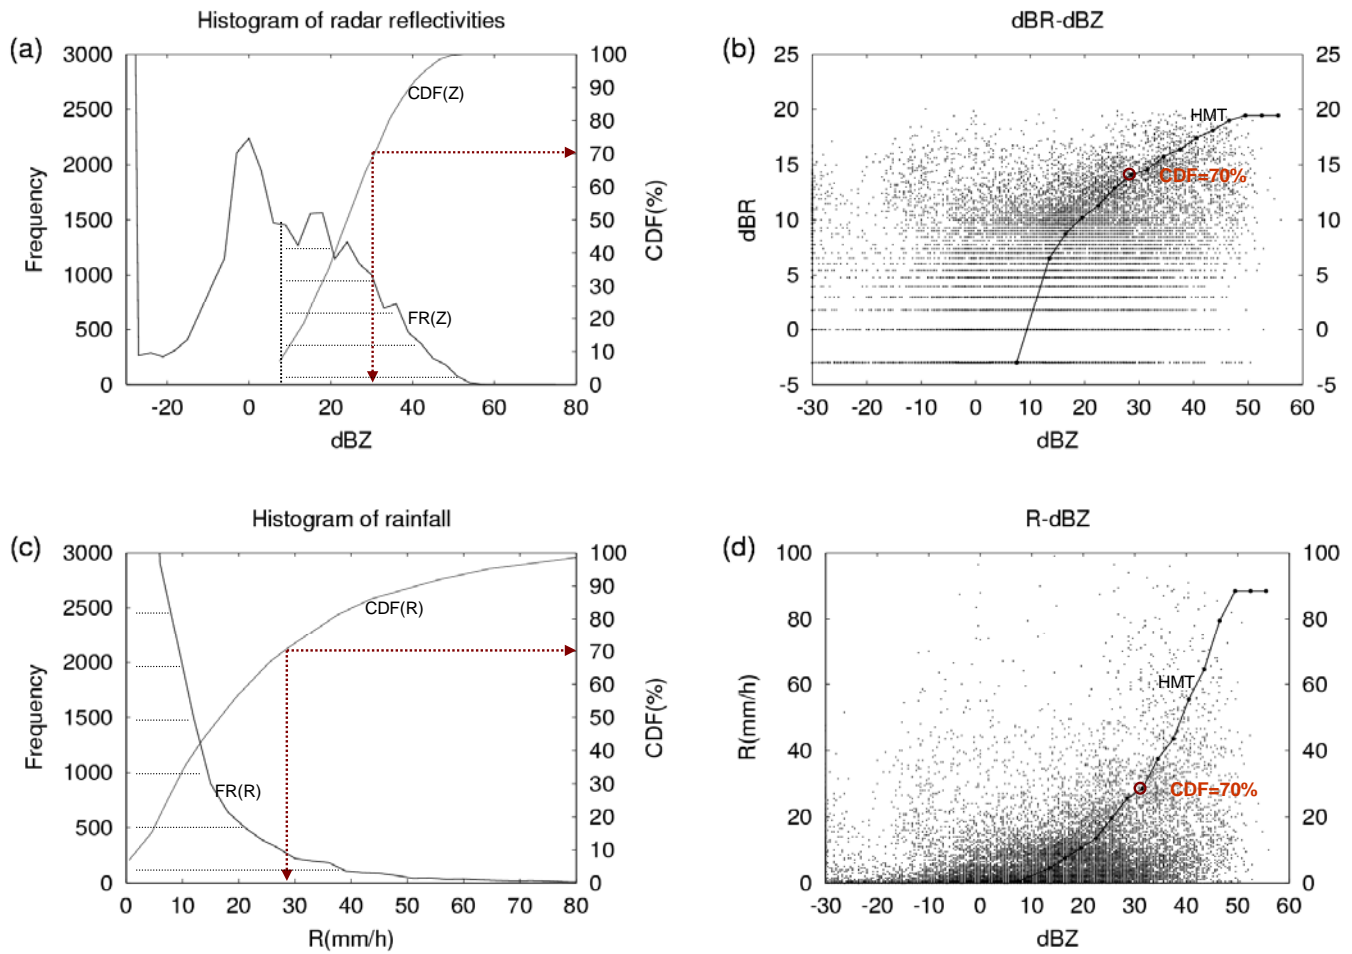 Histogram of radar reflectivities
(a)
3000
2500
2000
1500
1000
500
0
Frequency
100
90
80
70
60
50
40
30
20
10
0
CDF(%)
CDF(Z)
FR(Z)
-20 0 20 40 60 80
dBZ
dBR-dBZ
(b)
25
20
15
10
5
0
-5
dBR
25
20
15
10
5
0
-5
HMT
CDF=70%
-30 -20 -10 0 10 20 30 40 50 60
dBZ
Histogram of rainfall
(c)
3000
2500
2000
1500
1000
500
0
Frequency
100
90
80
70
60
50
40
30
20
10
0
CDF(%)
CDF(R)
FR(R)
0 10 20 30 40 50 60 70 80
R(mm/h)
R-dBZ
(d)
100
80
60
40
20
0
R(mm/h)
100
80
60
40
20
0
HMT
CDF=70%
-30 -20 -10 0 10 20 30 40 50 60
dBZ